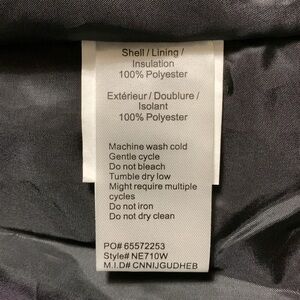 Shell / Lining /
Insulation
100% Polyester
Extérieur / Doublure /
Isolant
100% Polyester
Machine wash cold
Gentle cycle
Do not bleach
Tumble dry low
Might require multiple
cycles
Do not iron
Do not dry clean
PO# 65572253
Style# NE710W
M.I.D# CNNIJGUDHEB